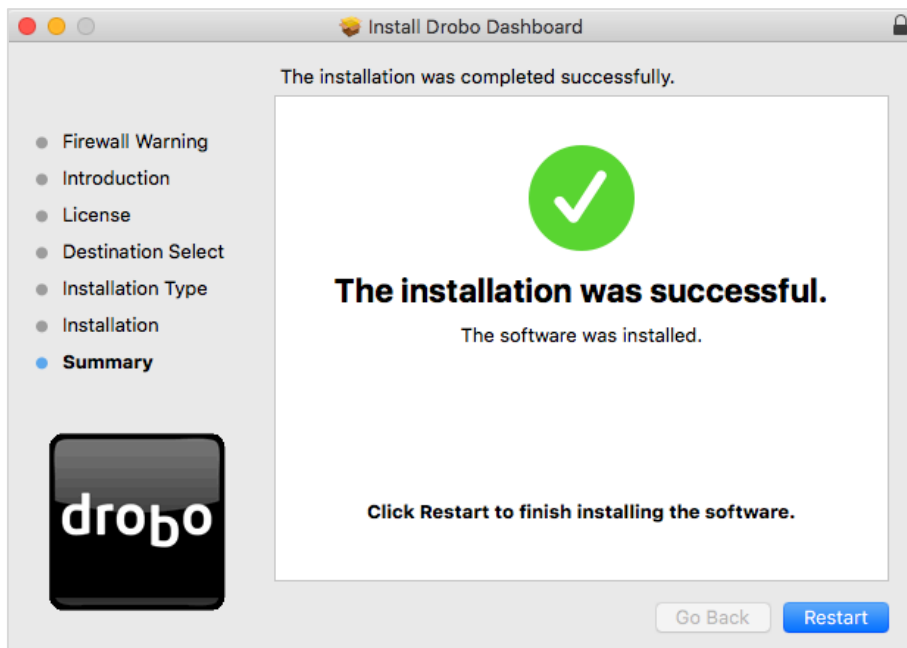 Install Drobo Dashboard
The installation was completed successfully.
Firewall Warning
Introduction
License
Destination Select
Installation Type
Installation
Summary
drobo
The installation was successful.
The software was installed.
Click Restart to finish installing the software.
Go Back
Restart